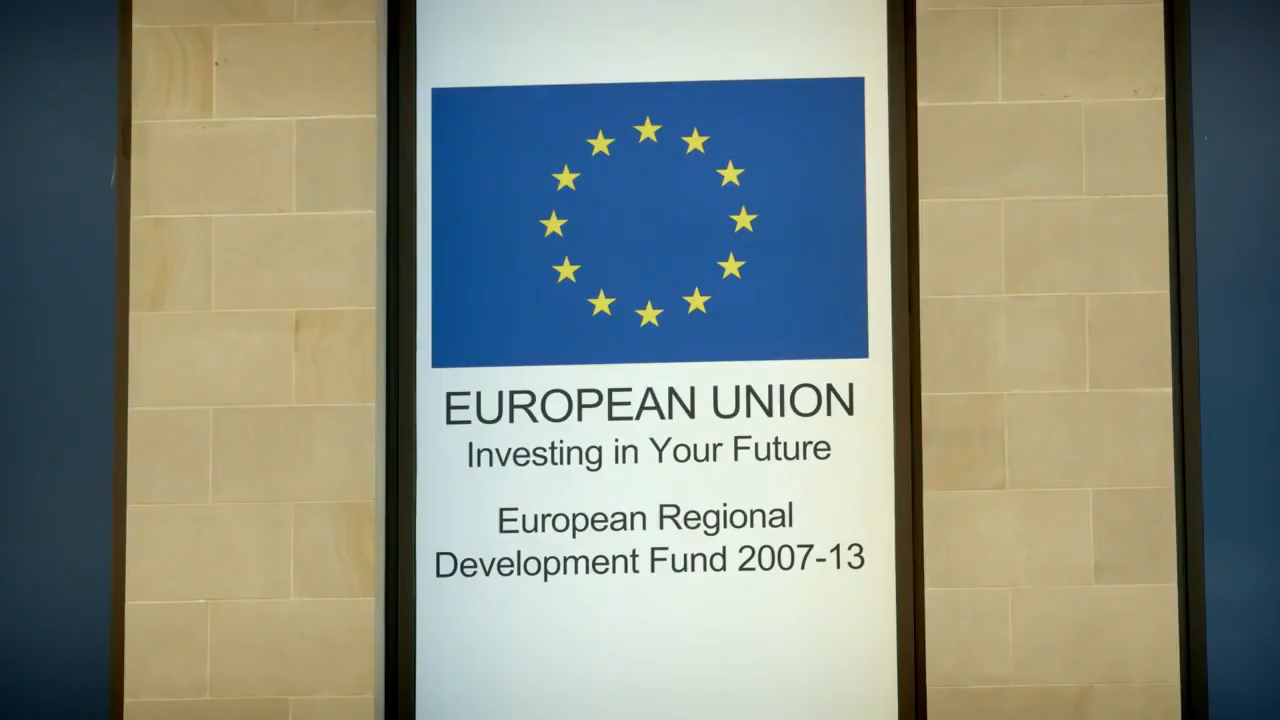 EUROPEAN UNION
Investing in Your Future
European Regional
Development Fund 2007-13